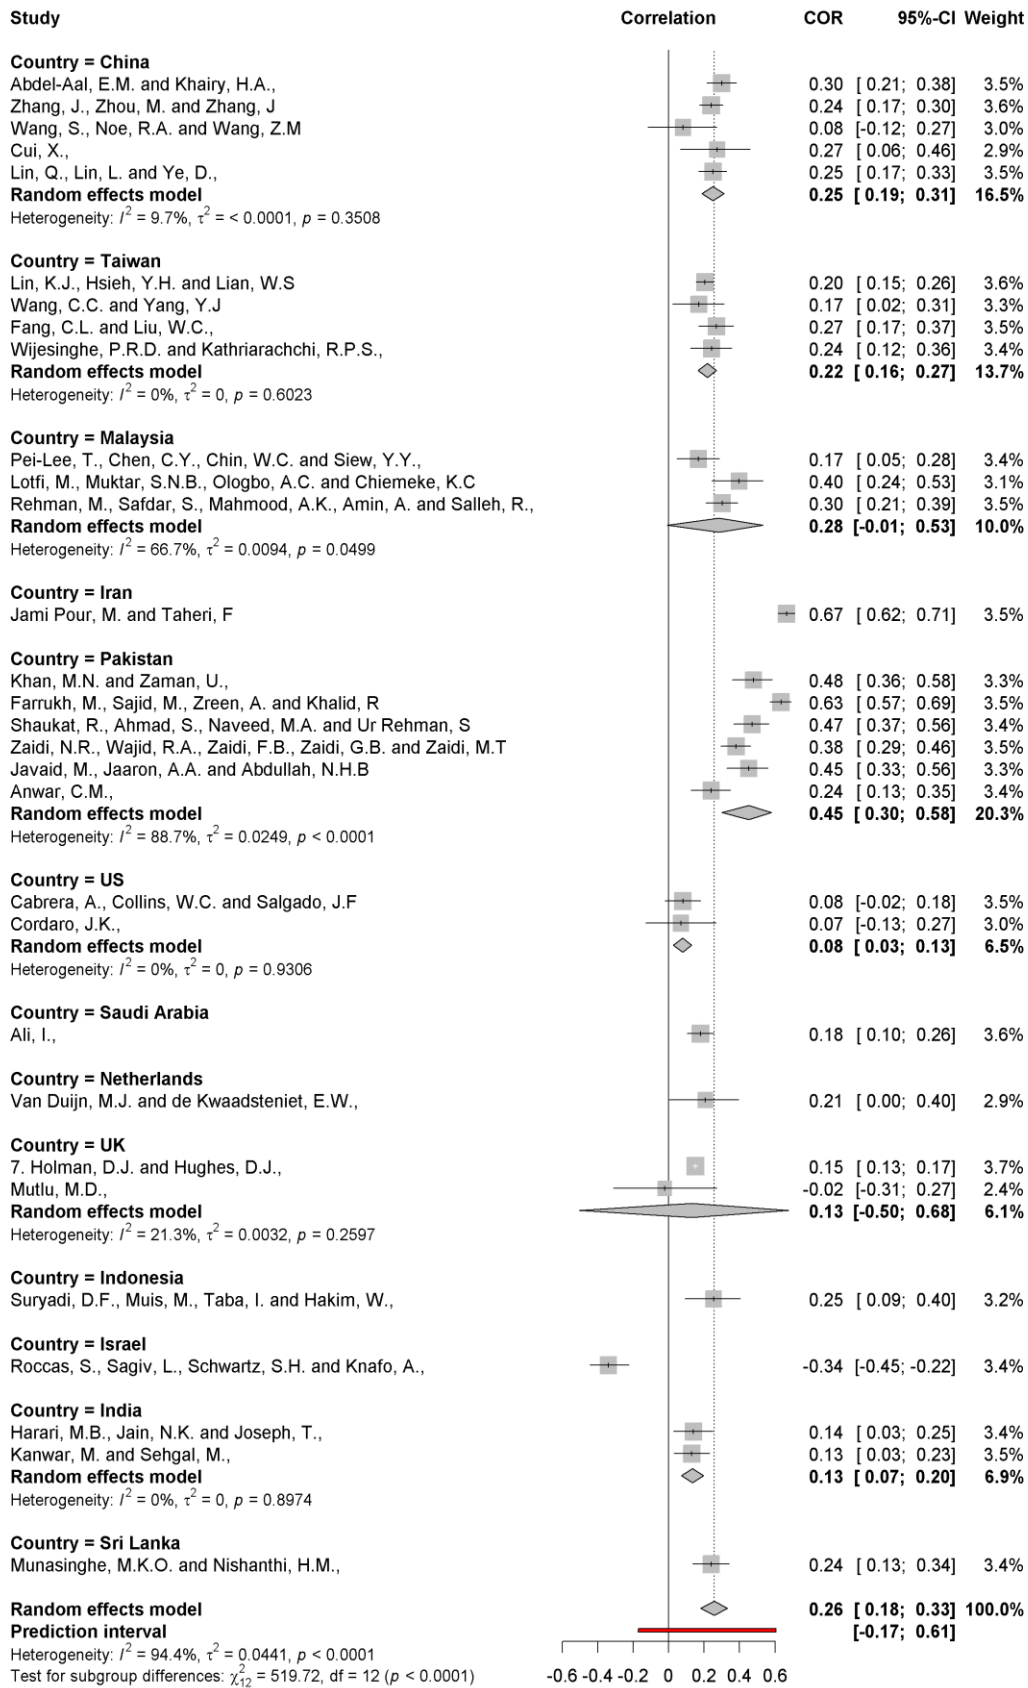 Study Correlation COR 95%-CI Weight
Country = China
Abdel-Aal, E.M. and Khairy, H.A., 0.30 [ 0.21; 0.38] 3.5%
Zhang, J., Zhou, M. and Zhang, J 0.24 [ 0.17; 0.30] 3.6%
Wang, S., Noe, R.A. and Wang, Z.M 0.08 [-0.12; 0.27] 3.0%
Cui, X., 0.27 [ 0.06; 0.46] 2.9%
Lin, Q., Lin, L. and Ye, D., 0.25 [ 0.17; 0.33] 3.5%
Random effects model 0.25 [ 0.19; 0.31] 16.5%
Heterogeneity: I² = 9.7%, τ² = < 0.0001, p = 0.3508
Country = Taiwan
Lin, K.J., Hsieh, Y.H. and Lian, W.S 0.20 [ 0.15; 0.26] 3.6%
Wang, C.C. and Yang, Y.J 0.17 [ 0.02; 0.31] 3.3%
Fang, C.L. and Liu, W.C., 0.27 [ 0.17; 0.37] 3.5%
Wijesinghe, P.R.D. and Kathriarachchi, R.P.S., 0.24 [ 0.12; 0.36] 3.4%
Random effects model 0.22 [ 0.16; 0.27] 13.7%
Heterogeneity: I² = 0%, τ² = 0, p = 0.6023
Country = Malaysia
Pei-Lee, T., Chen, C.Y., Chin, W.C. and Siew, Y.Y., 0.17 [ 0.05; 0.28] 3.4%
Lotfi, M., Muktar, S.N.B., Ologbo, A.C. and Chiemeke, K.C 0.40 [ 0.24; 0.53] 3.1%
Rehman, M., Safdar, S., Mahmood, A.K., Amin, A. and Salleh, R., 0.30 [ 0.21; 0.39] 3.5%
Random effects model 0.28 [-0.01; 0.53] 10.0%
Heterogeneity: I² = 66.7%, τ² = 0.0094, p = 0.0499
Country = Iran
Jami Pour, M. and Taheri, F 0.67 [ 0.62; 0.71] 3.5%
Country = Pakistan
Khan, M.N. and Zaman, U., 0.48 [ 0.36; 0.58] 3.3%
Farrukh, M., Sajid, M., Zreen, A. and Khalid, R 0.63 [ 0.57; 0.69] 3.5%
Shaukat, R., Ahmad, S., Naveed, M.A. and Ur Rehman, S 0.47 [ 0.37; 0.56] 3.4%
Zaidi, N.R., Wajid, R.A., Zaidi, F.B., Zaidi, G.B. and Zaidi, M.T 0.38 [ 0.29; 0.46] 3.5%
Javaid, M., Jaaron, A.A. and Abdullah, N.H.B 0.45 [ 0.33; 0.56] 3.3%
Anwar, C.M., 0.24 [ 0.13; 0.35] 3.4%
Random effects model 0.45 [ 0.30; 0.58] 20.3%
Heterogeneity: I² = 88.7%, τ² = 0.0249, p < 0.0001
Country = US
Cabrera, A., Collins, W.C. and Salgado, J.F 0.08 [-0.02; 0.18] 3.5%
Cordaro, J.K., 0.07 [-0.13; 0.27] 3.0%
Random effects model 0.08 [ 0.03; 0.13] 6.5%
Heterogeneity: I² = 0%, τ² = 0, p = 0.9306
Country = Saudi Arabia
Ali, I., 0.18 [ 0.10; 0.26] 3.6%
Country = Netherlands
Van Duijn, M.J. and de Kwaadsteniet, E.W., 0.21 [ 0.00; 0.40] 2.9%
Country = UK
7. Holman, D.J. and Hughes, D.J., 0.15 [ 0.13; 0.17] 3.7%
Mutlu, M.D., -0.02 [-0.31; 0.27] 2.4%
Random effects model 0.13 [-0.50; 0.68] 6.1%
Heterogeneity: I² = 21.3%, τ² = 0.0032, p = 0.2597
Country = Indonesia
Suryadi, D.F., Muis, M., Taba, I. and Hakim, W., 0.25 [ 0.09; 0.40] 3.2%
Country = Israel
Roccas, S., Sagiv, L., Schwartz, S.H. and Knafo, A., -0.34 [-0.45; -0.22] 3.4%
Country = India
Harari, M.B., Jain, N.K. and Joseph, T., 0.14 [ 0.03; 0.25] 3.4%
Kanwar, M. and Sehgal, M., 0.13 [ 0.03; 0.23] 3.5%
Random effects model 0.13 [ 0.07; 0.20] 6.9%
Heterogeneity: I² = 0%, τ² = 0, p = 0.8974
Country = Sri Lanka
Munasinghe, M.K.O. and Nishanthi, H.M., 0.24 [ 0.13; 0.34] 3.4%
Random effects model 0.26 [ 0.18; 0.33] 100.0%
Prediction interval [-0.17; 0.61]
Heterogeneity: I² = 94.4%, τ² = 0.0441, p < 0.0001
Test for subgroup differences: χ²₁₂ = 519.72, df = 12 (p < 0.0001)
-0.6 -0.4 -0.2 0 0.2 0.4 0.6